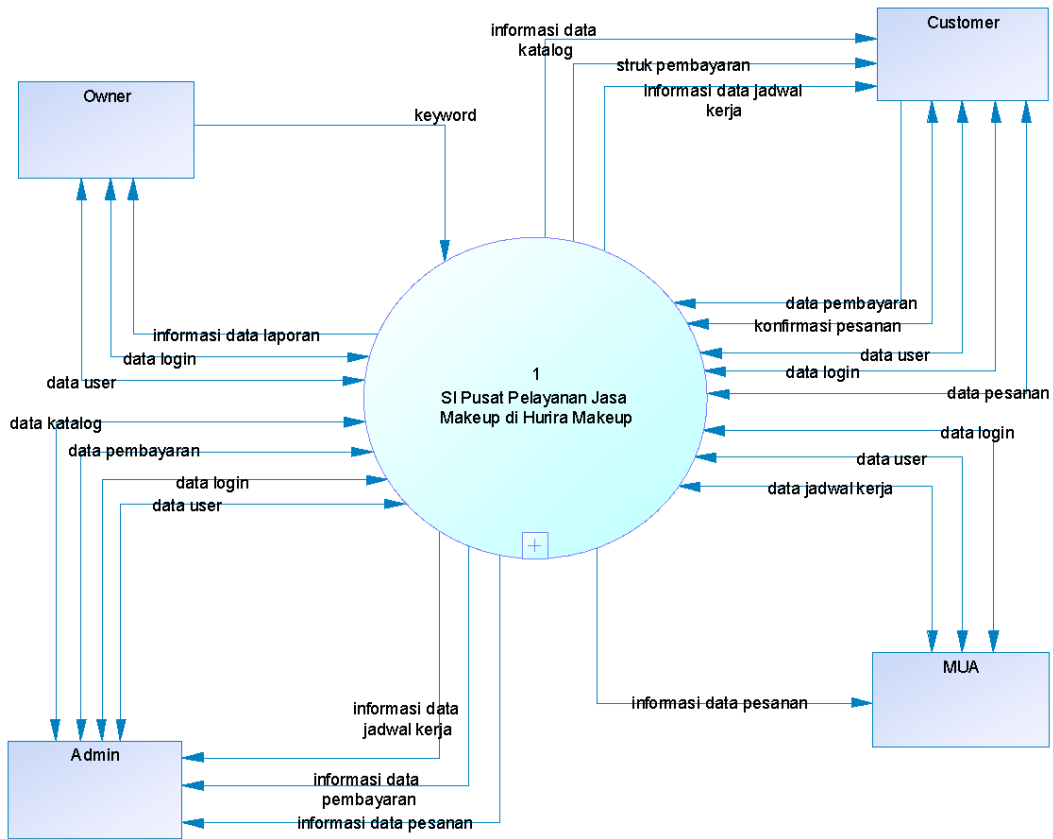 informasi data
katalog
Customer
struk pembayaran
informasi data jadwal
kerja
Owner
keyword
data pembayaran
konfirmasi pesanan
data user
data login
data pesanan
informasi data laporan
data login
data user
1
SI Pusat Pelayanan Jasa
Makeup di Hurira Makeup
data katalog
data pembayaran
data login
data user
data login
data user
data jadwal kerja
MUA
informasi data pesanan
informasi data
jadwal kerja
Admin
informasi data
pembayaran
informasi data pesanan